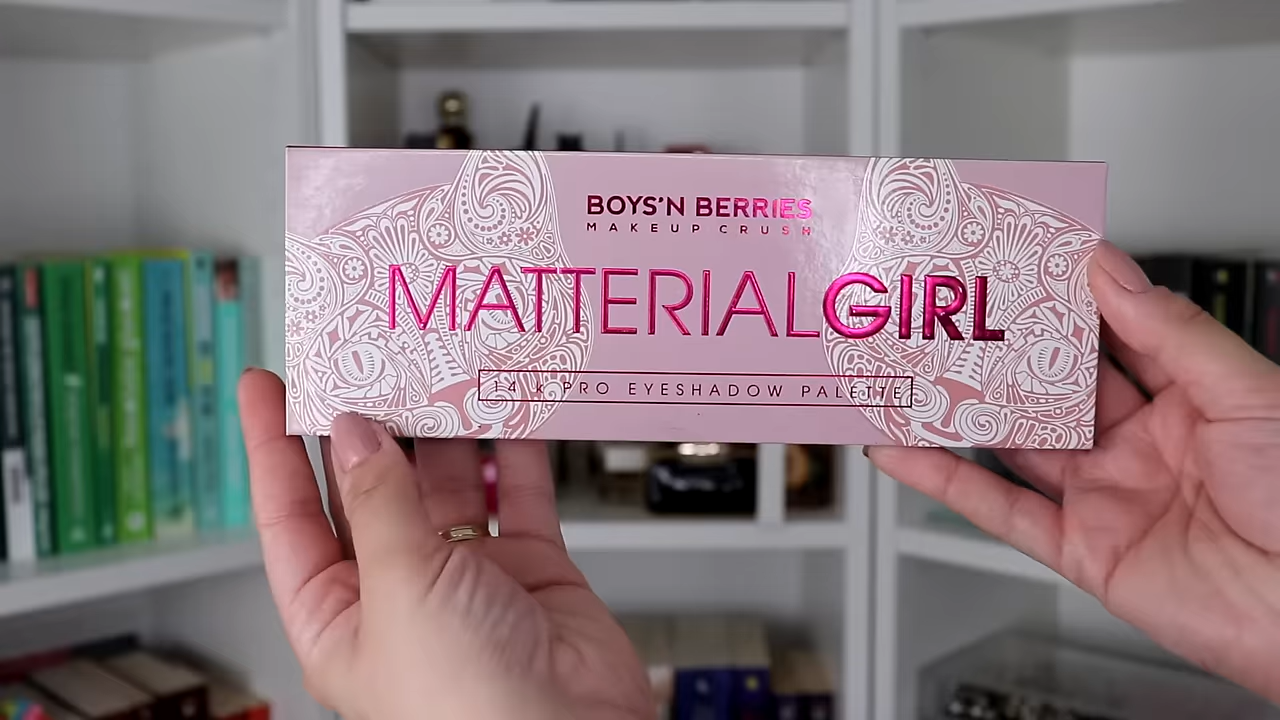 BOYS'N BERRIES
MAKEUP CRUSH
MATTERIALGIRL
14 K PRO EYESHADOW PALETTE